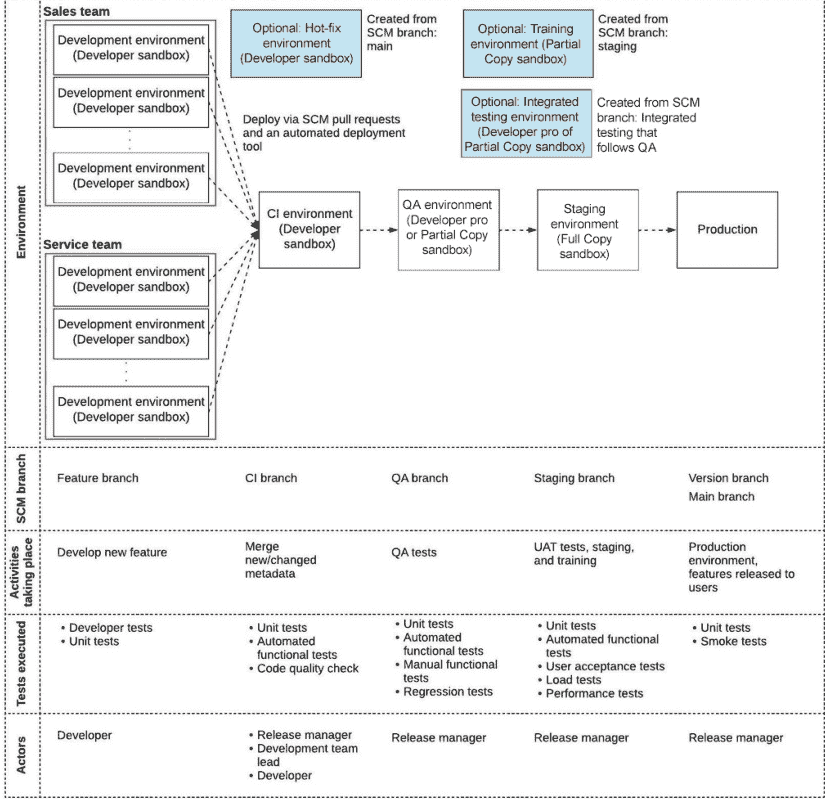 Sales team
Development environment
(Developer sandbox)
Development environment
(Developer sandbox)
Development environment
(Developer sandbox)
Optional: Hot-fix
environment
(Developer sandbox)
Created from
SCM branch:
main
Optional: Training
environment (Partial
Copy sandbox)
Created from
SCM branch:
staging
Optional: Integrated
testing environment
(Developer pro of
Partial Copy sandbox)
Created from SCM
branch: Integrated
testing that
follows QA
Deploy via SCM pull requests
and an automated deployment
tool
Environment
CI environment
(Developer
sandbox)
QA environment
(Developer pro
or Partial Copy
sandbox)
Staging
environment
(Full Copy
sandbox)
Production
Service team
Development environment
(Developer sandbox)
Development environment
(Developer sandbox)
Development environment
(Developer sandbox)
SCM branch
Feature branch
CI branch
QA branch
Staging branch
Version branch
Main branch
Activities
taking place
Develop new feature
Merge
new/changed
metadata
QA tests
UAT tests, staging,
and training
Production
environment,
features released to
users
Tests executed
• Developer tests
• Unit tests
• Unit tests
• Automated
functional tests
• Code quality check
• Unit tests
• Automated
functional tests
• Manual functional
tests
• Regression tests
• Unit tests
• Automated functional
tests
• User acceptance tests
• Load tests
• Performance tests
• Unit tests
• Smoke tests
Actors
Developer
• Release manager
• Development team
lead
• Developer
Release manager
Release manager
Release manager